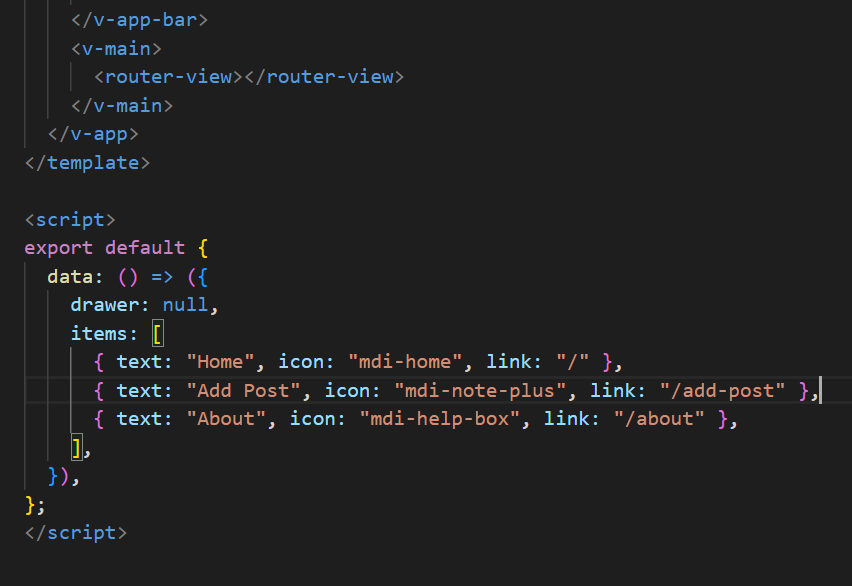 </v-app-bar>
<v-main>
<router-view></router-view>
</v-main>
</v-app>
</template>
<script>
export default {
data: () => ({
drawer: null,
items: [
{ text: "Home", icon: "mdi-home", link: "/" },
{ text: "Add Post", icon: "mdi-note-plus", link: "/add-post" },
{ text: "About", icon: "mdi-help-box", link: "/about" },
],
}),
};
</script>